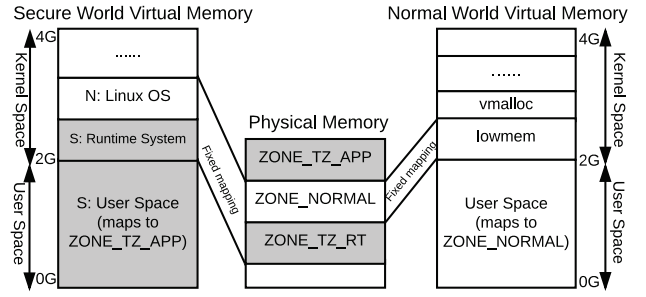 Secure World Virtual Memory
Normal World Virtual Memory
4G
......
Kernel Space
N: Linux OS
S: Runtime System
2G
User Space
S: User Space
(maps to
ZONE_TZ_APP)
0G
Physical Memory
ZONE_TZ_APP
ZONE_NORMAL
ZONE_TZ_RT
Fixed mapping
Fixed mapping
4G
......
vmalloc
lowmem
Kernel Space
2G
User Space
(maps to
ZONE_NORMAL)
User Space
0G